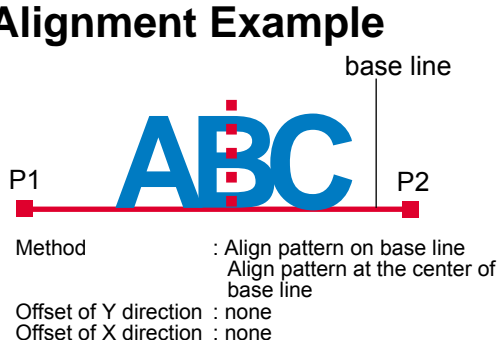 Alignment Example
base line
ABC
P1
P2
Method : Align pattern on base line
Align pattern at the center of
base line
Offset of Y direction : none
Offset of X direction : none